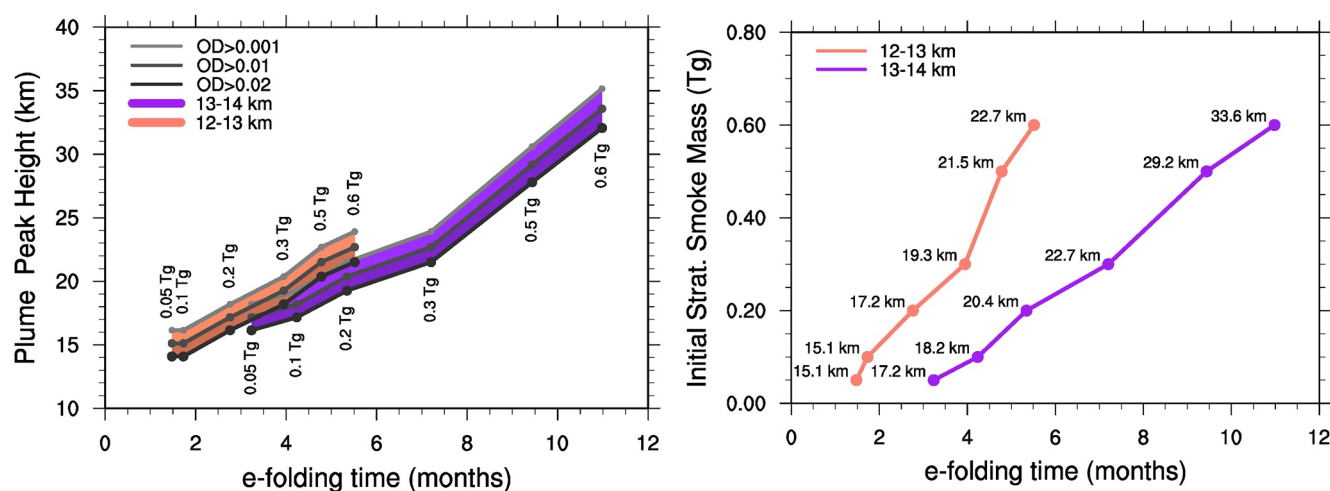 Plume Peak Height (km)
40
35
30
25
20
15
10
OD>0.001
OD>0.01
OD>0.02
13-14 km
12-13 km
0.05 Tg
0.1 Tg
0.2 Tg
0.3 Tg
0.5 Tg
0.6 Tg
0.05 Tg
0.1 Tg
0.2 Tg
0.3 Tg
0.5 Tg
0.6 Tg
0 2 4 6 8 10 12
e-folding time (months)
Initial Strat. Smoke Mass (Tg)
0.80
0.60
0.40
0.20
0.00
12-13 km
13-14 km
22.7 km
33.6 km
21.5 km
29.2 km
19.3 km
22.7 km
17.2 km
20.4 km
15.1 km
18.2 km
15.1 km
17.2 km
0 2 4 6 8 10 12
e-folding time (months)